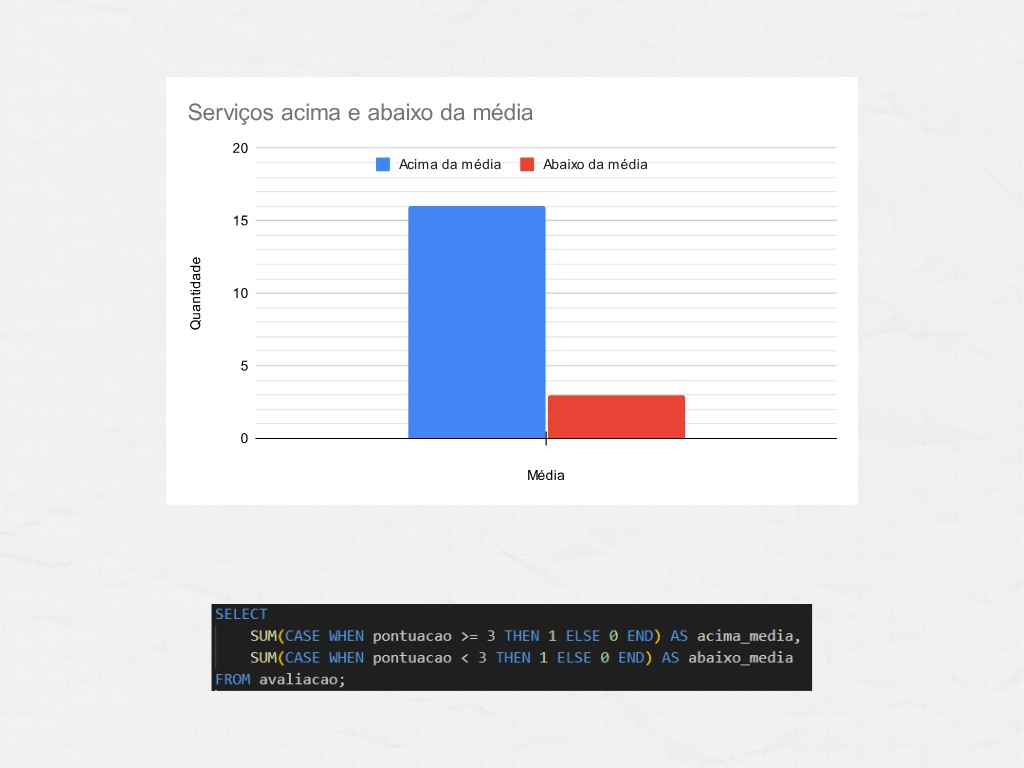 Serviços acima e abaixo da média
20
Acima da média Abaixo da média
15
Quantidade
10
5
0
Média
SELECT
SUM(CASE WHEN pontuacao >= 3 THEN 1 ELSE 0 END) AS acima_media,
SUM(CASE WHEN pontuacao < 3 THEN 1 ELSE 0 END) AS abaixo_media
FROM avaliacao;